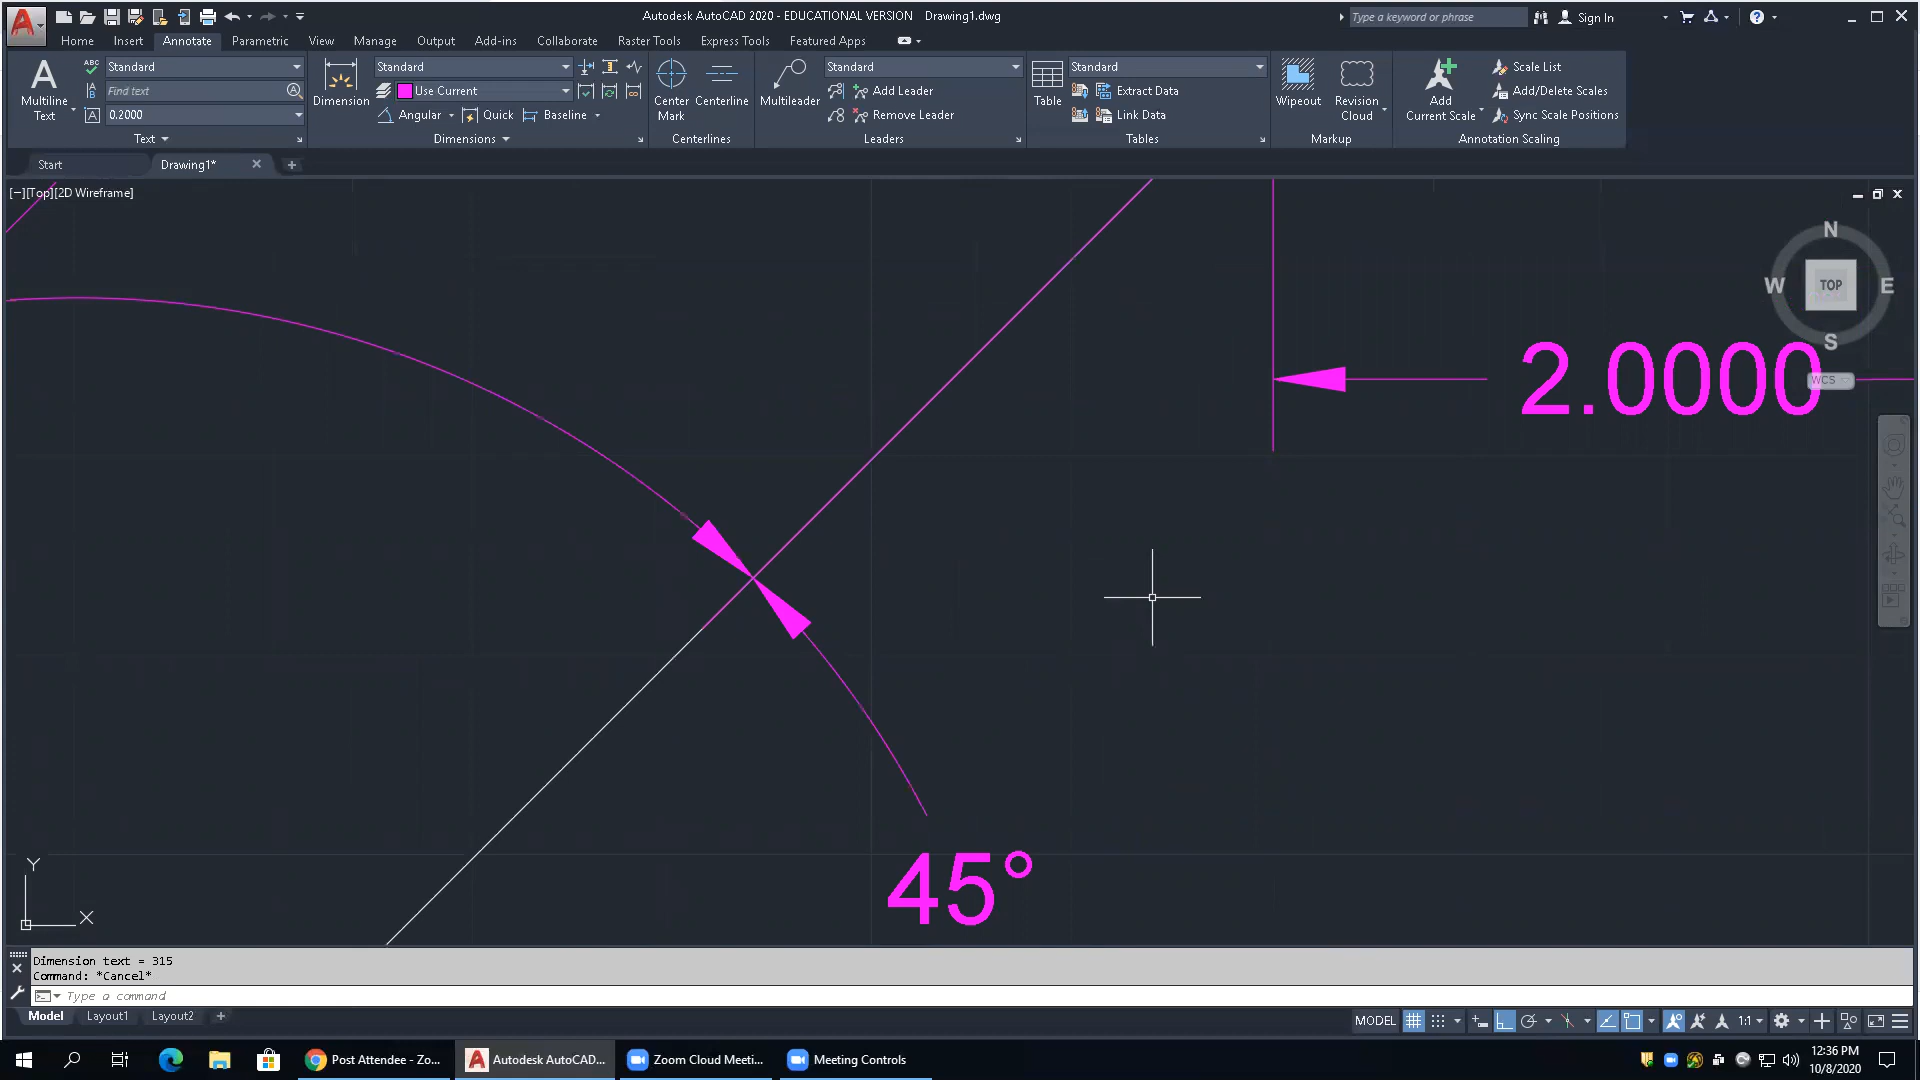 Autodesk AutoCAD 2020 - EDUCATIONAL VERSION Drawing1.dwg
Type a keyword or phrase
Sign In
Home Insert Annotate Parametric View Manage Output Add-ins Collaborate Raster Tools Express Tools Featured Apps
Multiline Text
ABC
Standard
Find text
0.2000
Text
Dimension
Standard
Use Current
Angular
Quick
Baseline
Dimensions
Center Mark
Centerline
Centerlines
Multileader
Standard
Add Leader
Remove Leader
Leaders
Table
Standard
Extract Data
Link Data
Tables
Wipeout
Revision Cloud
Markup
Add Current Scale
Scale List
Add/Delete Scales
Sync Scale Positions
Annotation Scaling
Start
Drawing1*
[−][Top][2D Wireframe]
N
W
TOP
E
S
WCS
2.0000
45°
Y
X
Dimension text = 315
Command: *Cancel*
Type a command
Model
Layout1
Layout2
MODEL
1:1
Post Attendee - Zo...
Autodesk AutoCAD...
Zoom Cloud Meeti...
Meeting Controls
12:36 PM
10/8/2020